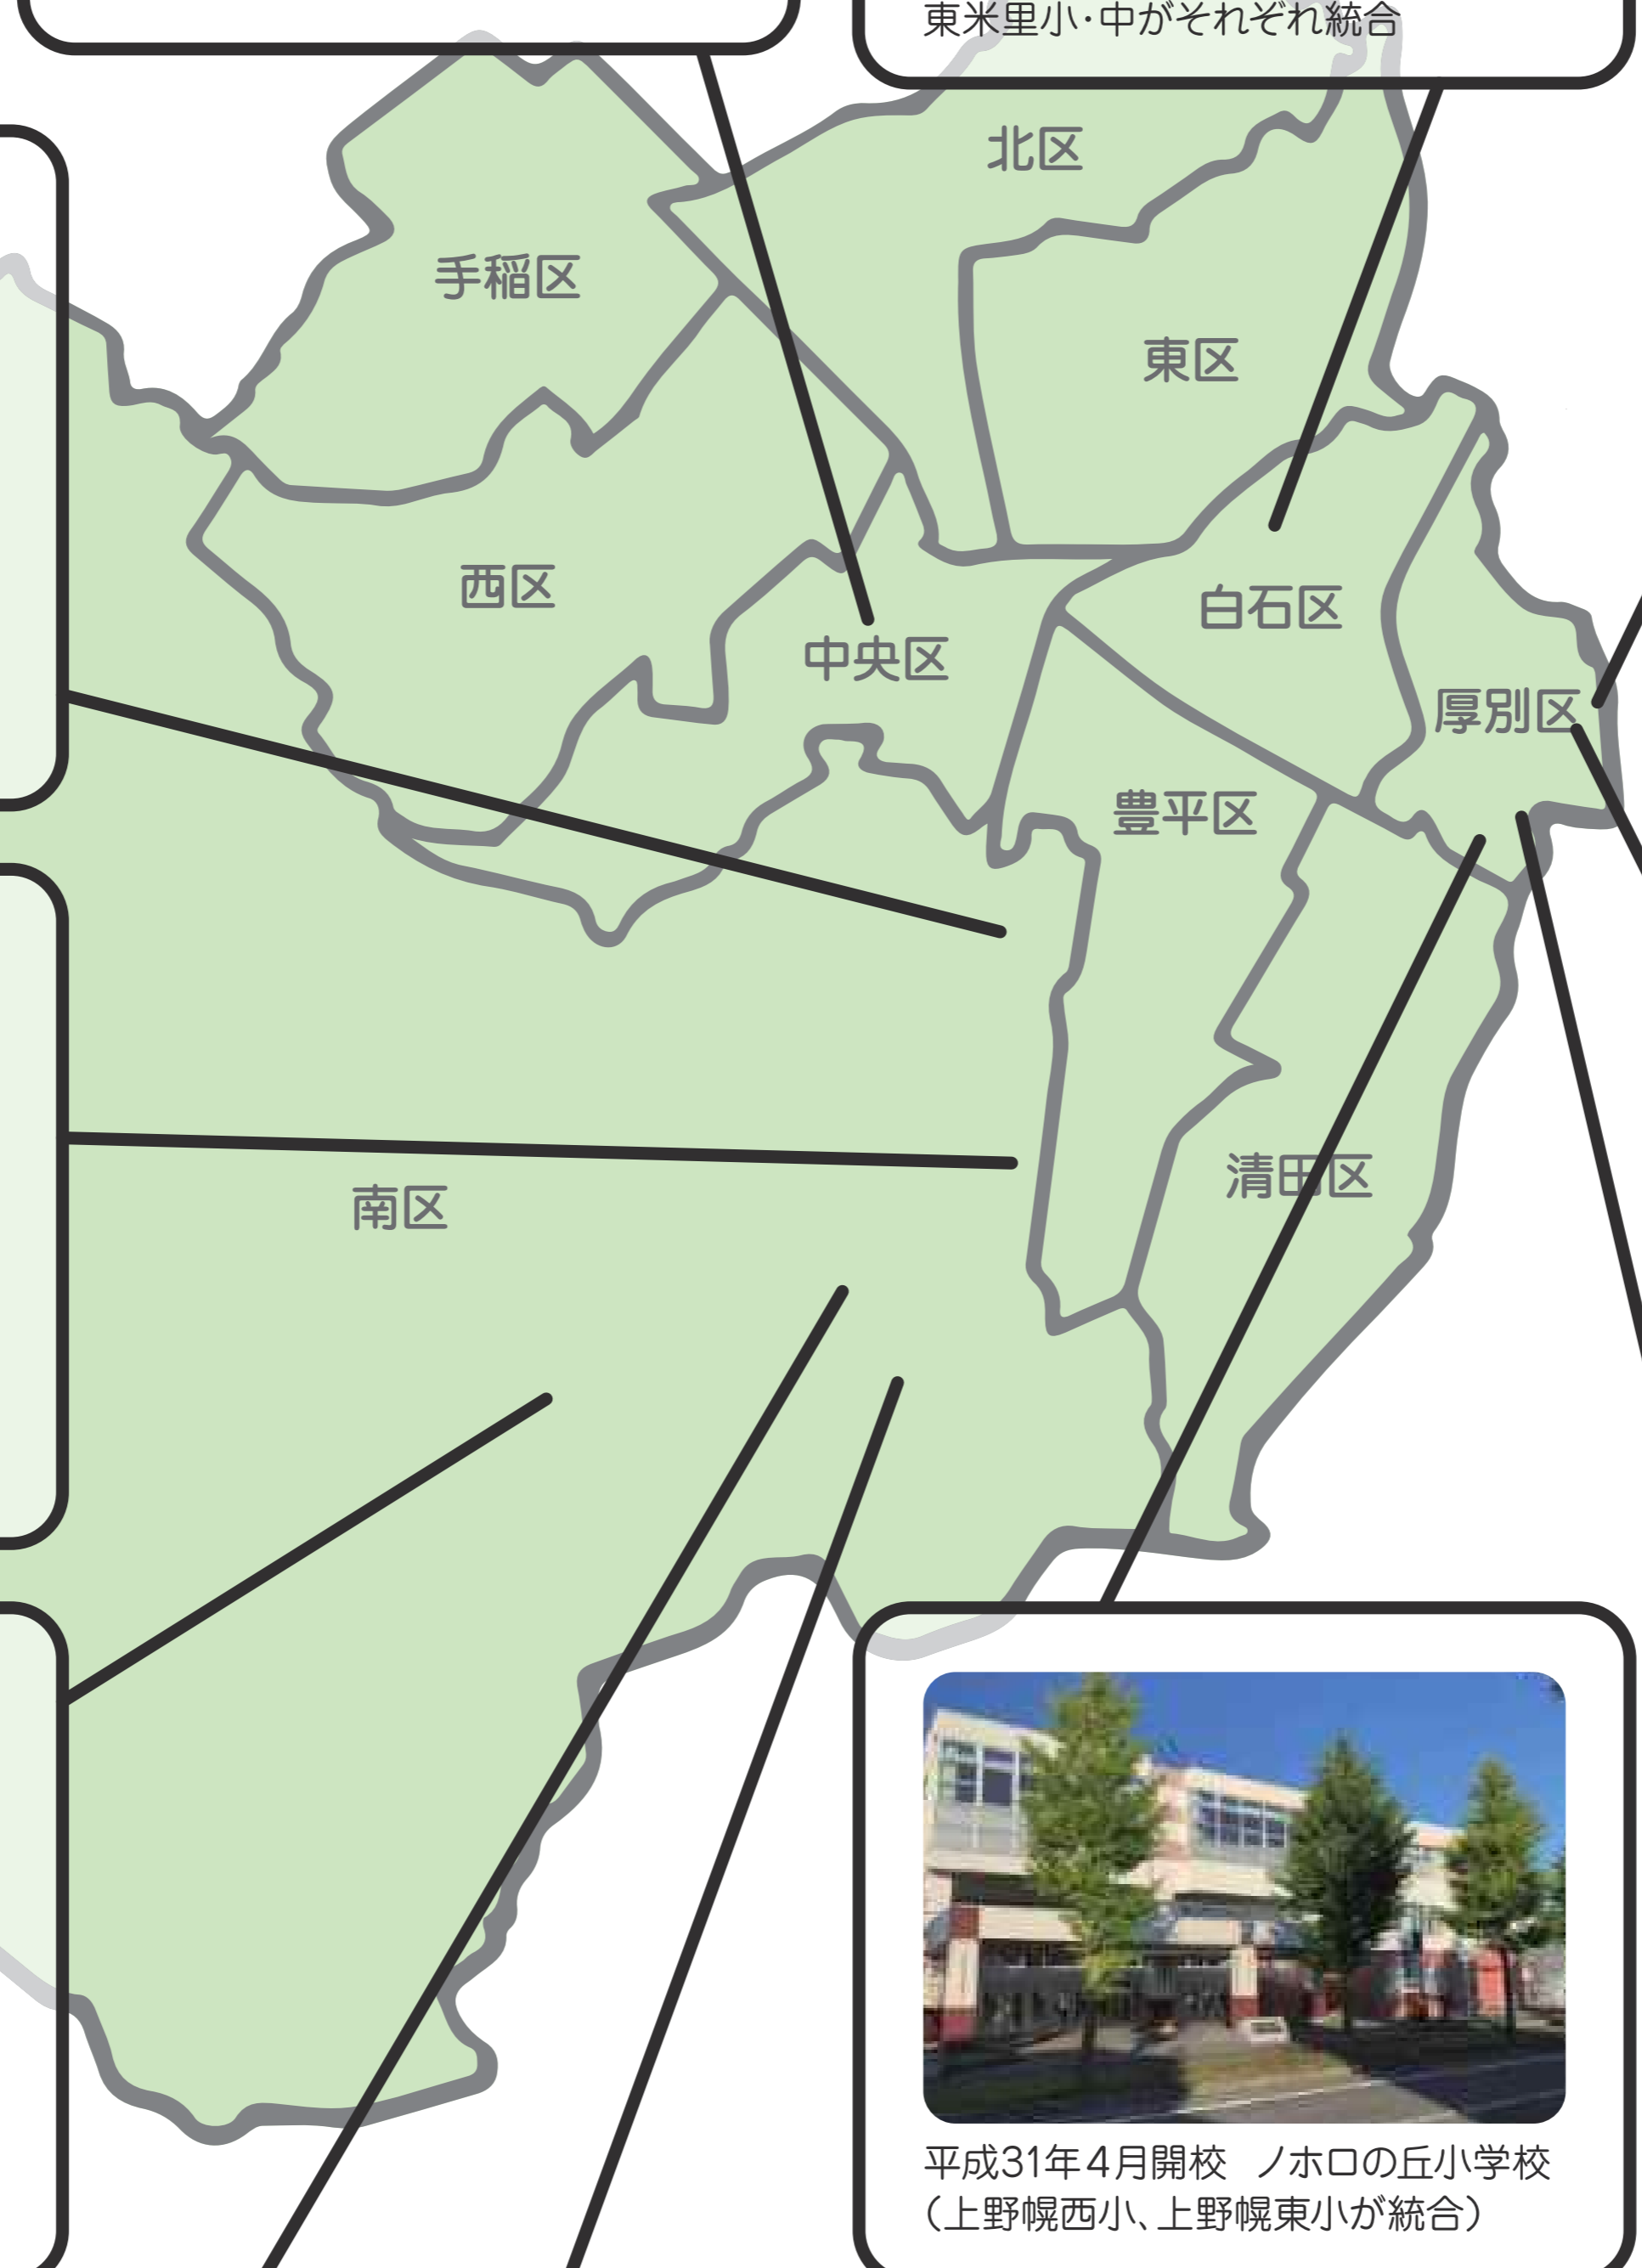 東米里小・中がそれぞれ統合
北区
手稲区
東区
西区
白石区
中央区
厚別区
豊平区
清田区
南区
平成31年4月開校　ノホロの丘小学校
（上野幌西小、上野幌東小が統合）